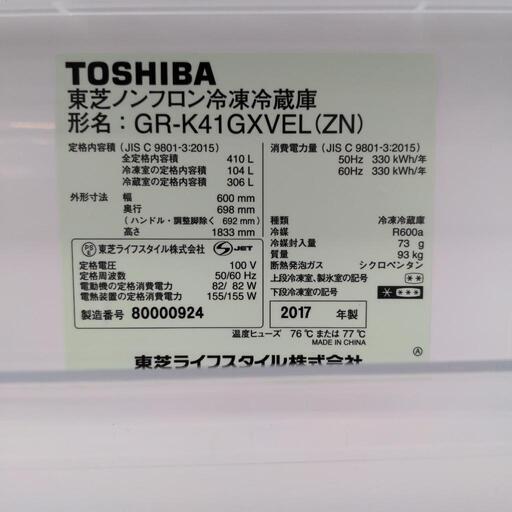 TOSHIBA
東芝ノンフロン冷凍冷蔵庫
形名：GR-K41GXVEL(ZN)
定格内容積（JIS C 9801-3:2015）
全定格内容積 410 L
冷凍室の定格内容積 104 L
冷蔵室の定格内容積 306 L
外形寸法 幅 600 mm
奥行 698 mm
（ハンドル・調整脚除く 692 mm）
高さ 1833 mm
消費電力量（JIS C 9801-3:2015）
50Hz 330 kWh/年
60Hz 330 kWh/年
種類 冷凍冷蔵庫
冷媒 R600a
冷媒封入量 73 g
質量 93 kg
断熱発泡ガス シクロペンタン
上段冷凍室、製氷室の記号
下段冷凍室の記号
PSE 東芝ライフスタイル株式会社 S-JET
定格電圧 100 V
定格周波数 50/60 Hz
電動機の定格消費電力 82/ 82 W
電熱装置の定格消費電力 155/155 W
製造番号 80000924
2017 年製
温度ヒューズ 76℃ または 77℃
MADE IN CHINA
東芝ライフスタイル株式会社
Ⓐ